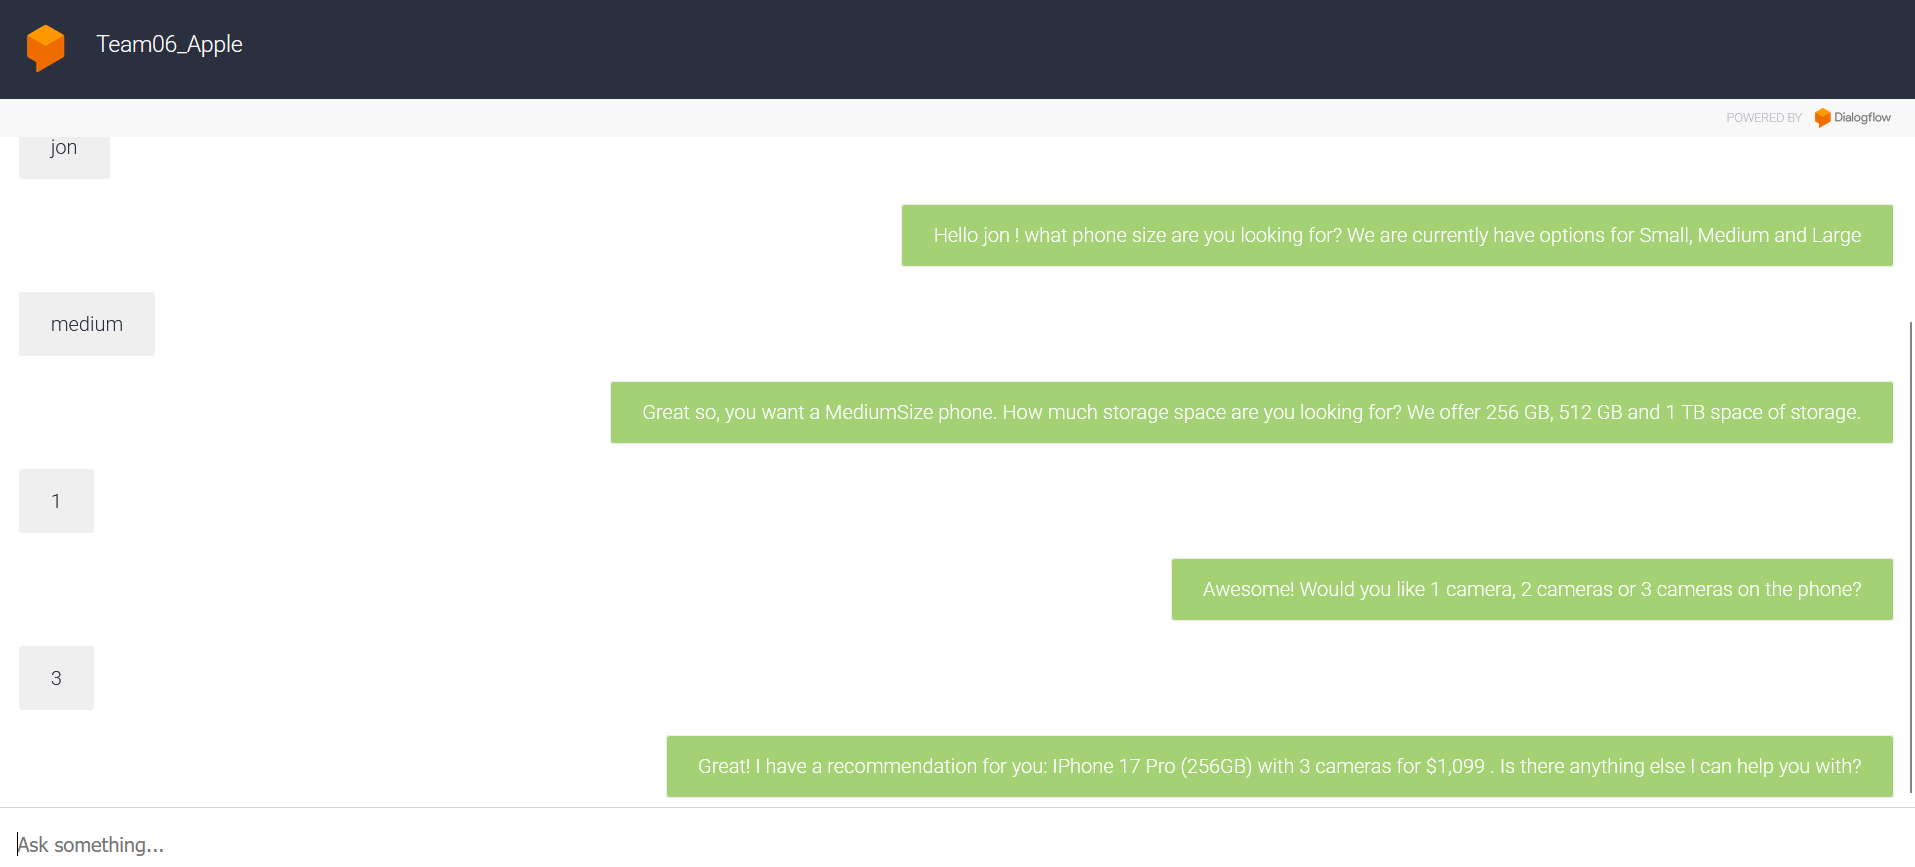 Team06_Apple
POWERED BY Dialogflow
jon
Hello jon ! what phone size are you looking for? We are currently have options for Small, Medium and Large
medium
Great so, you want a MediumSize phone. How much storage space are you looking for? We offer 256 GB, 512 GB and 1 TB space of storage.
1
Awesome! Would you like 1 camera, 2 cameras or 3 cameras on the phone?
3
Great! I have a recommendation for you: IPhone 17 Pro (256GB) with 3 cameras for $1,099 . Is there anything else I can help you with?
Ask something...